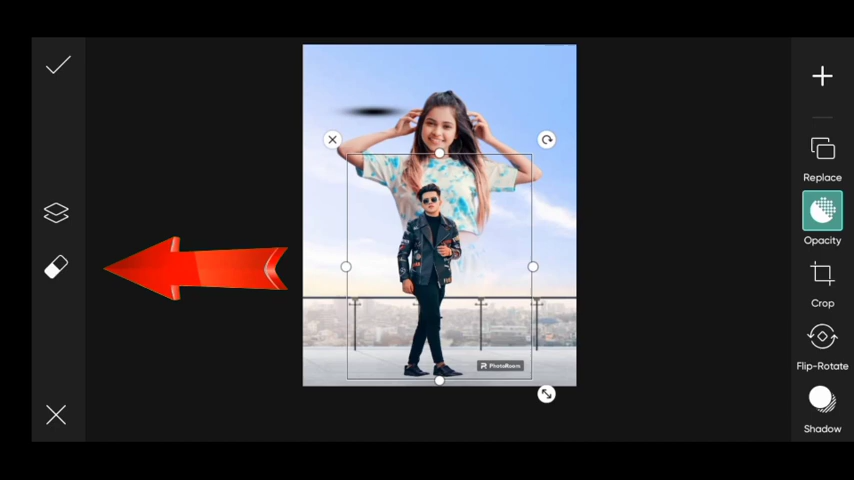 Replace
Opacity
Crop
Flip-Rotate
Shadow
PhotoRoom